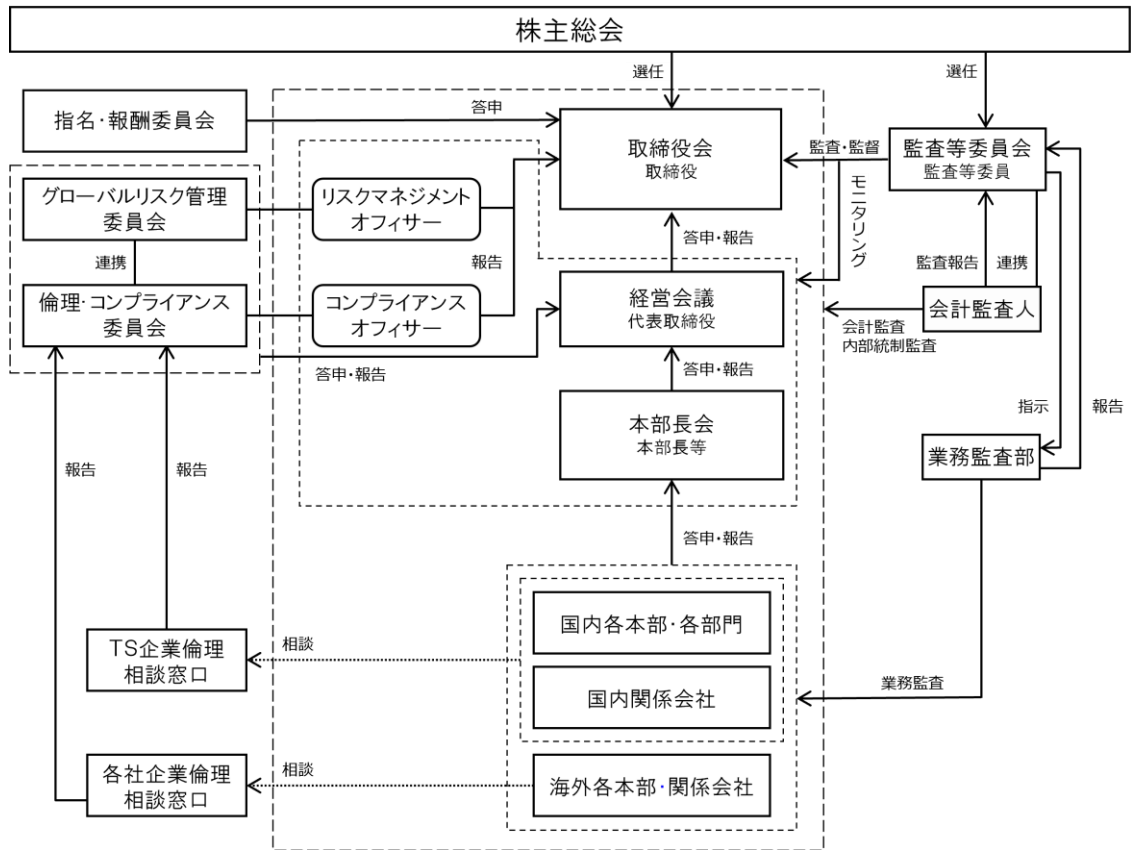 株主総会
選任
選任
指名・報酬委員会
答申
取締役会
取締役
監査・監督
監査等委員会
監査等委員
グローバルリスク管理
委員会
リスクマネジメント
オフィサー
モニタリング
連携
報告
答申・報告
監査報告
連携
倫理・コンプライアンス
委員会
コンプライアンス
オフィサー
経営会議
代表取締役
会計監査人
会計監査
内部統制監査
答申・報告
答申・報告
本部長会
本部長等
指示
報告
業務監査部
報告
報告
答申・報告
国内各本部・各部門
TS企業倫理
相談窓口
相談
国内関係会社
業務監査
各社企業倫理
相談窓口
相談
海外各本部・関係会社